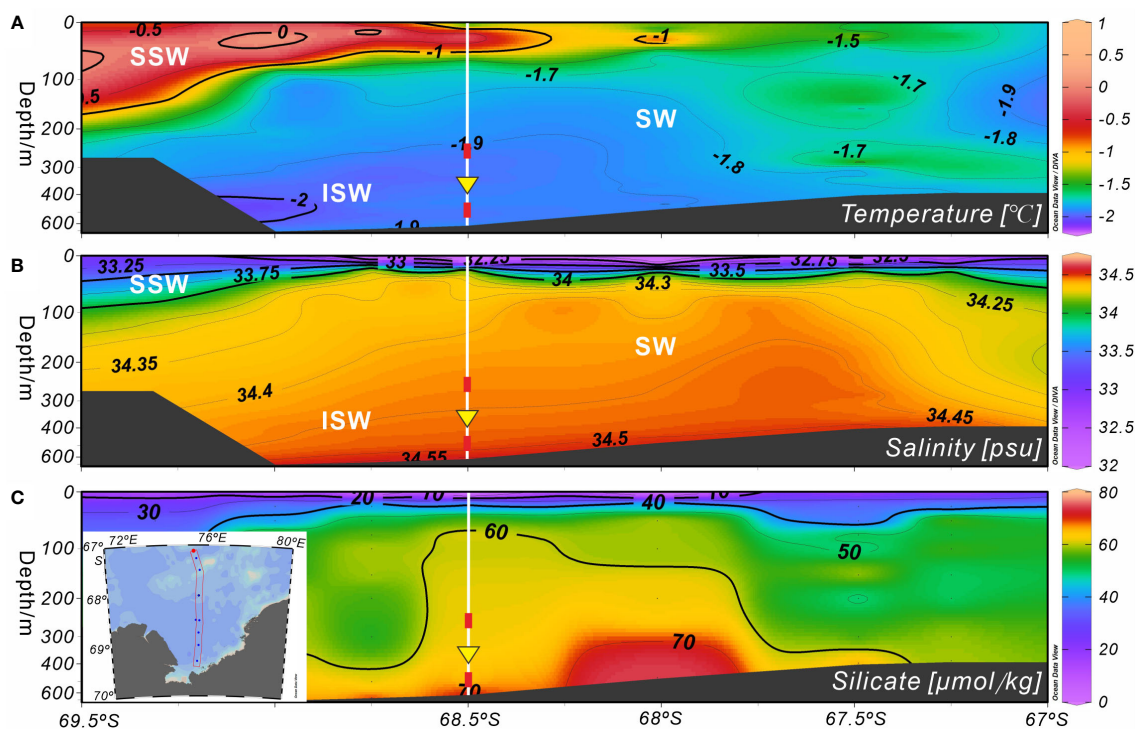 A
0
100
200
300
400
600
Depth/m
-0.5
0
-1
-1
-1.5
SSW
-1.7
-1.7
-1.9
SW
-1.9
-1.8
-1.8
-1.7
ISW
-2
Temperature [℃]
Ocean Data View / DIVA
1
0.5
0
-0.5
-1
-1.5
-2
B
0
100
200
300
400
600
Depth/m
33.25
33
32.25
32.75
33.75
34
34.3
33.5
34.25
SSW
SW
34.35
34.4
ISW
34.45
34.5
34.55
Salinity [psu]
Ocean Data View / DIVA
34.5
34
33.5
33
32.5
32
C
0
100
200
300
400
600
Depth/m
20
10
40
10
30
60
50
70
70
Silicate [µmol/kg]
Ocean Data View
80
60
40
20
0
72°E
76°E
80°E
67°
S
68°
69°
70°
69.5°S
68.5°S
68°S
67.5°S
67°S